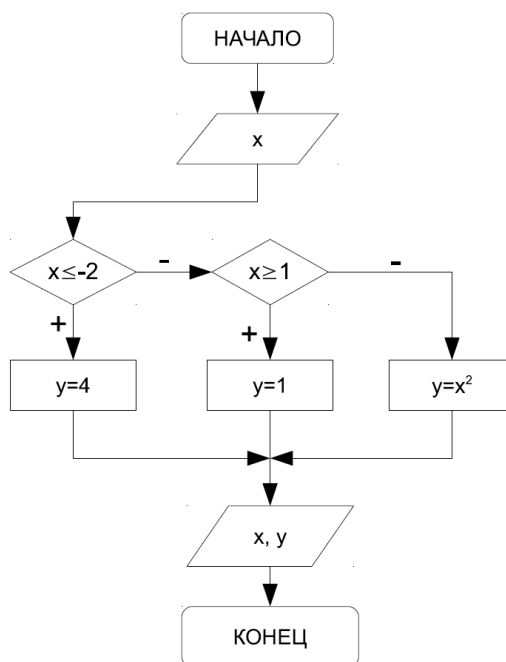 НАЧАЛО
x
x≤-2
-
x≥1
-
+
+
y=4
y=1
y=x²
x, y
КОНЕЦ